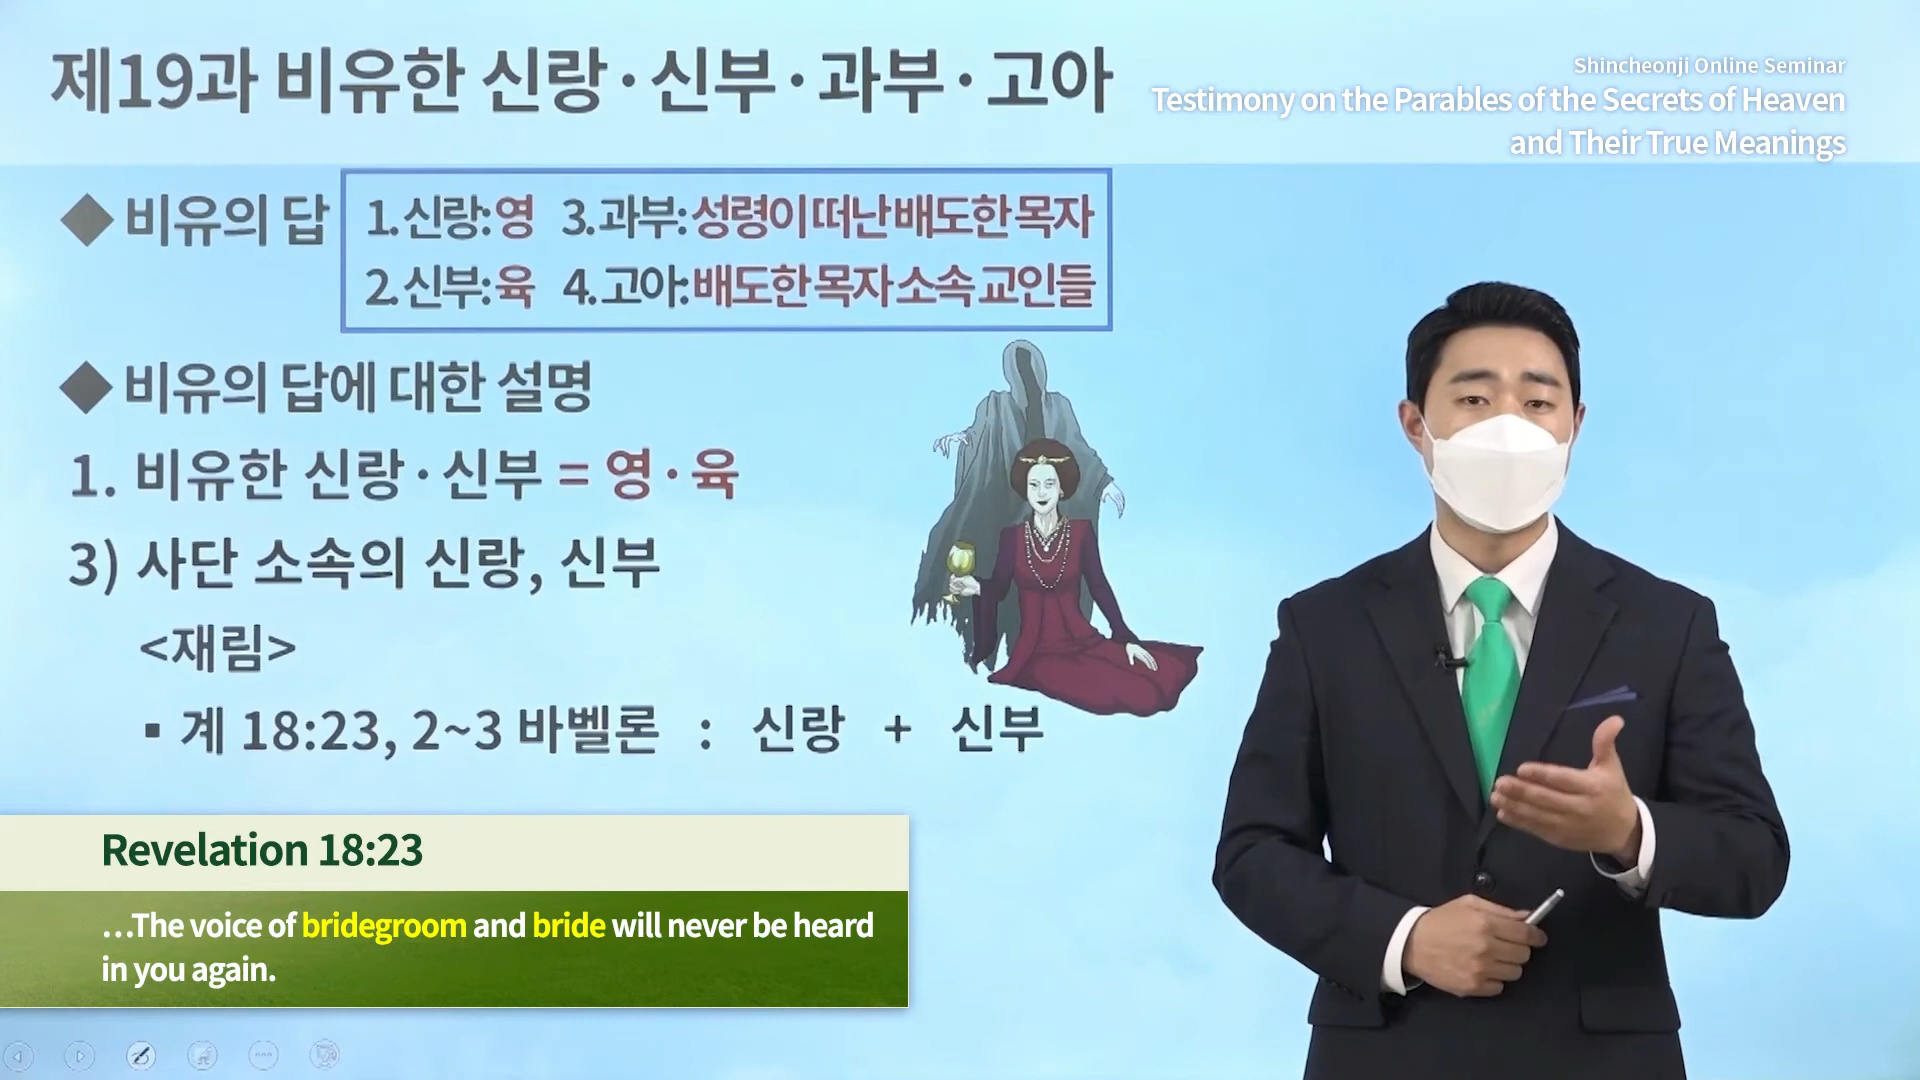 제19과 비유한 신랑·신부·과부·고아
Shincheonji Online Seminar
Testimony on the Parables of the Secrets of Heaven
and Their True Meanings
◆ 비유의 답
1. 신랑: 영 3. 과부: 성령이 떠난 배도한 목자
2. 신부: 육 4. 고아: 배도한 목자 소속 교인들
◆ 비유의 답에 대한 설명
1. 비유한 신랑·신부 = 영·육
3) 사단 소속의 신랑, 신부
<재림>
▪ 계 18:23, 2~3 바벨론 : 신랑 + 신부
Revelation 18:23
…The voice of bridegroom and bride will never be heard
in you again.